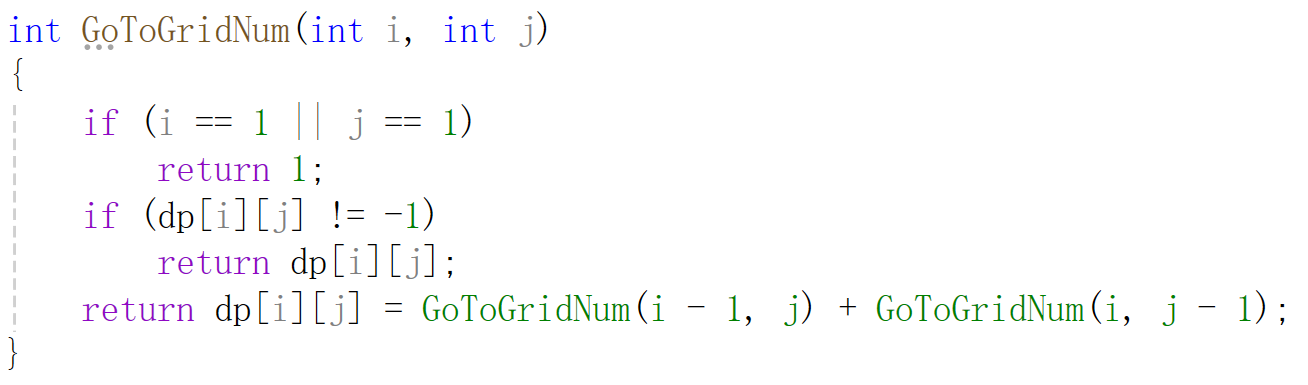 int GoToGridNum(int i, int j)
{
    if (i == 1 || j == 1)
        return 1;
    if (dp[i][j] != -1)
        return dp[i][j];
    return dp[i][j] = GoToGridNum(i - 1, j) + GoToGridNum(i, j - 1);
}